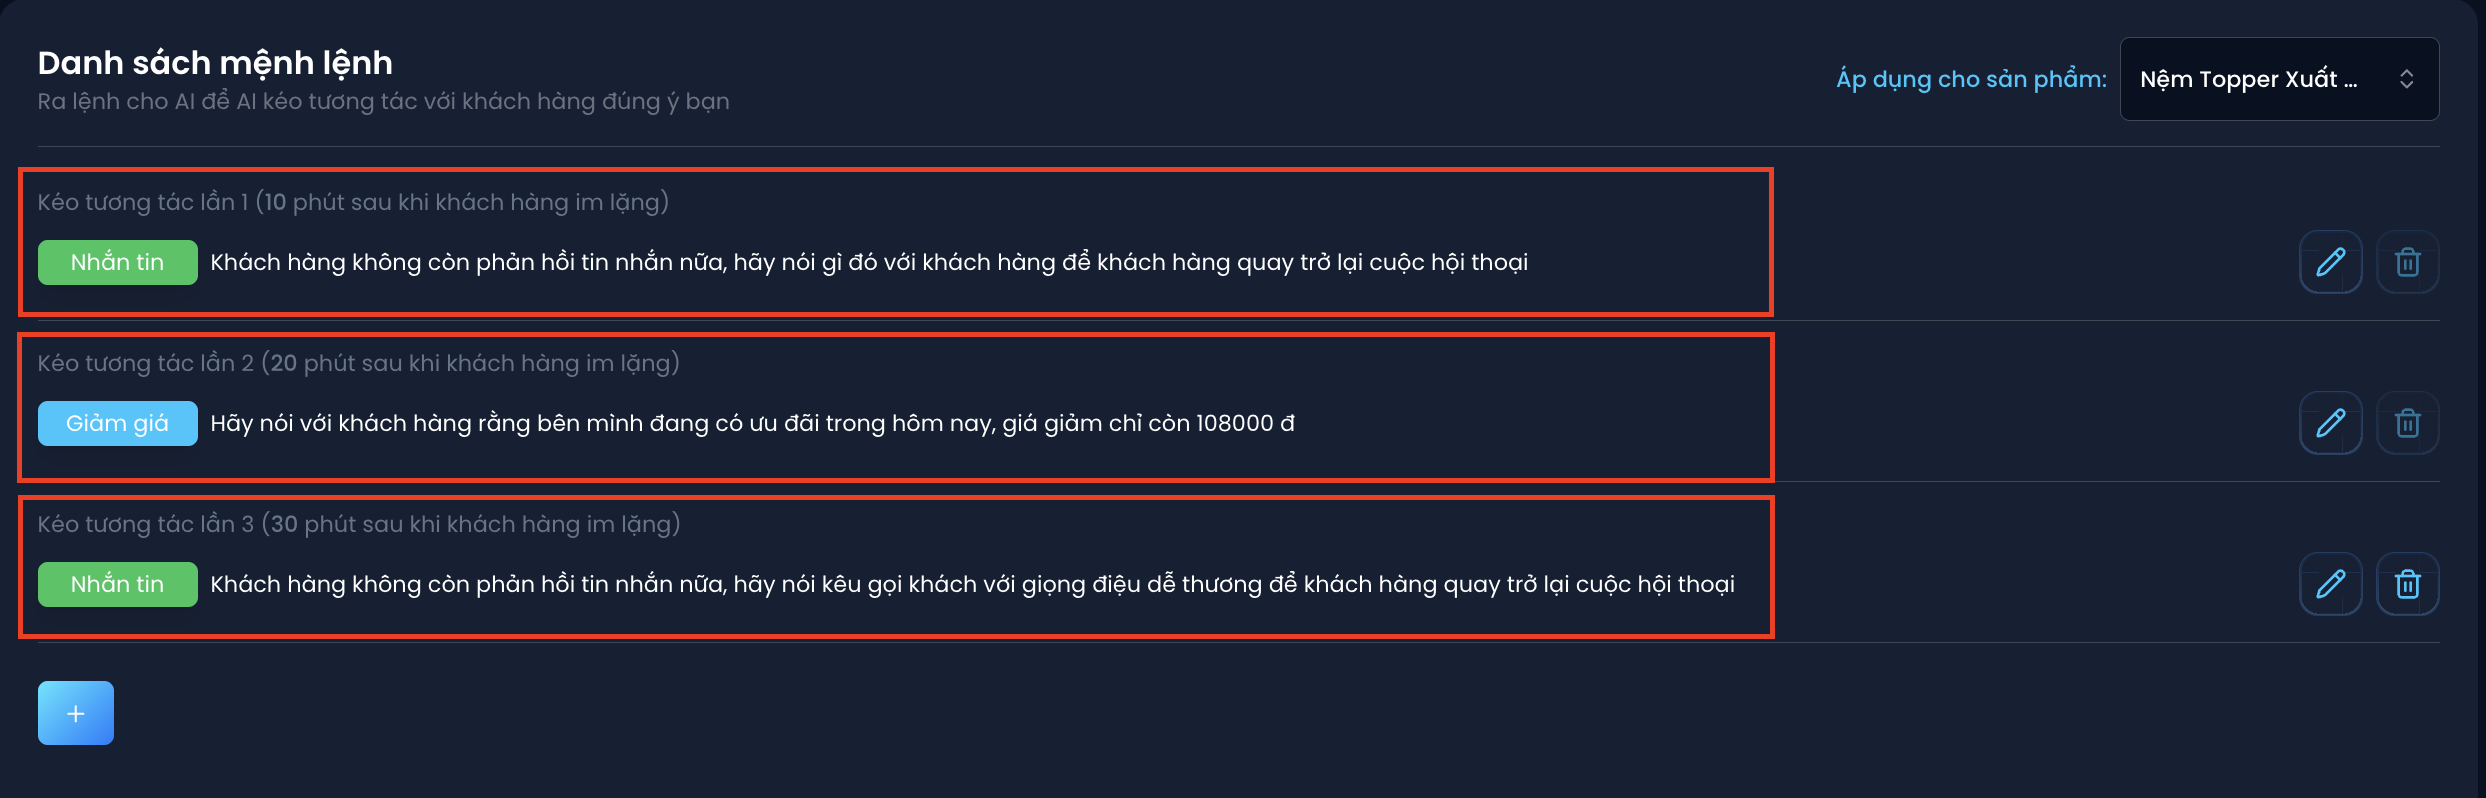 Danh sách mệnh lệnh
Ra lệnh cho AI để AI kéo tương tác với khách hàng đúng ý bạn
Áp dụng cho sản phẩm:
Nệm Topper Xuất ...
Kéo tương tác lần 1 (10 phút sau khi khách hàng im lặng)
Nhắn tin
Khách hàng không còn phản hồi tin nhắn nữa, hãy nói gì đó với khách hàng để khách hàng quay trở lại cuộc hội thoại
Kéo tương tác lần 2 (20 phút sau khi khách hàng im lặng)
Giảm giá
Hãy nói với khách hàng rằng bên mình đang có ưu đãi trong hôm nay, giá giảm chỉ còn 108000 đ
Kéo tương tác lần 3 (30 phút sau khi khách hàng im lặng)
Nhắn tin
Khách hàng không còn phản hồi tin nhắn nữa, hãy nói kêu gọi khách với giọng điệu dễ thương để khách hàng quay trở lại cuộc hội thoại
+